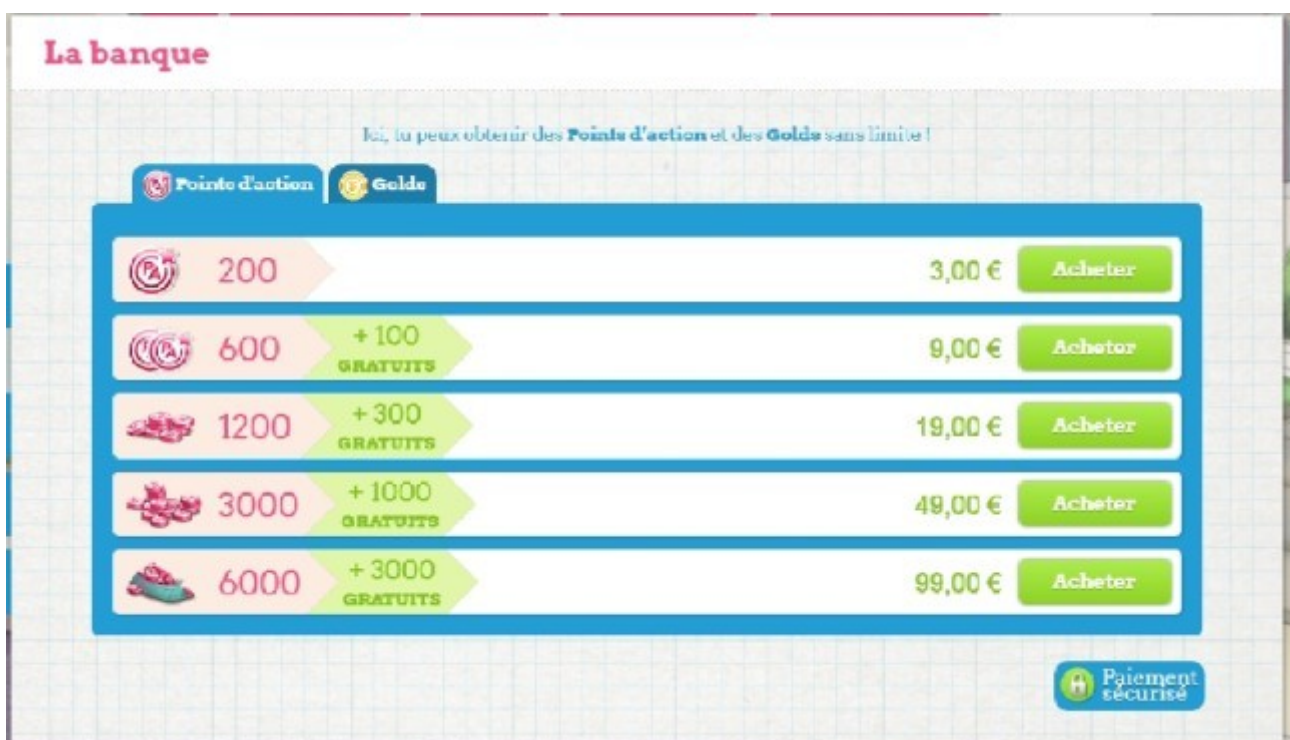 La banque
Ici, tu peux obtenir des Points d'action et des Golds sans limite !
Points d'action Golds
200 3,00 € Acheter
600 + 100 GRATUITS 9,00 € Acheter
1200 + 300 GRATUITS 19,00 € Acheter
3000 + 1000 GRATUITS 49,00 € Acheter
6000 + 3000 GRATUITS 99,00 € Acheter
Paiement
sécurisé